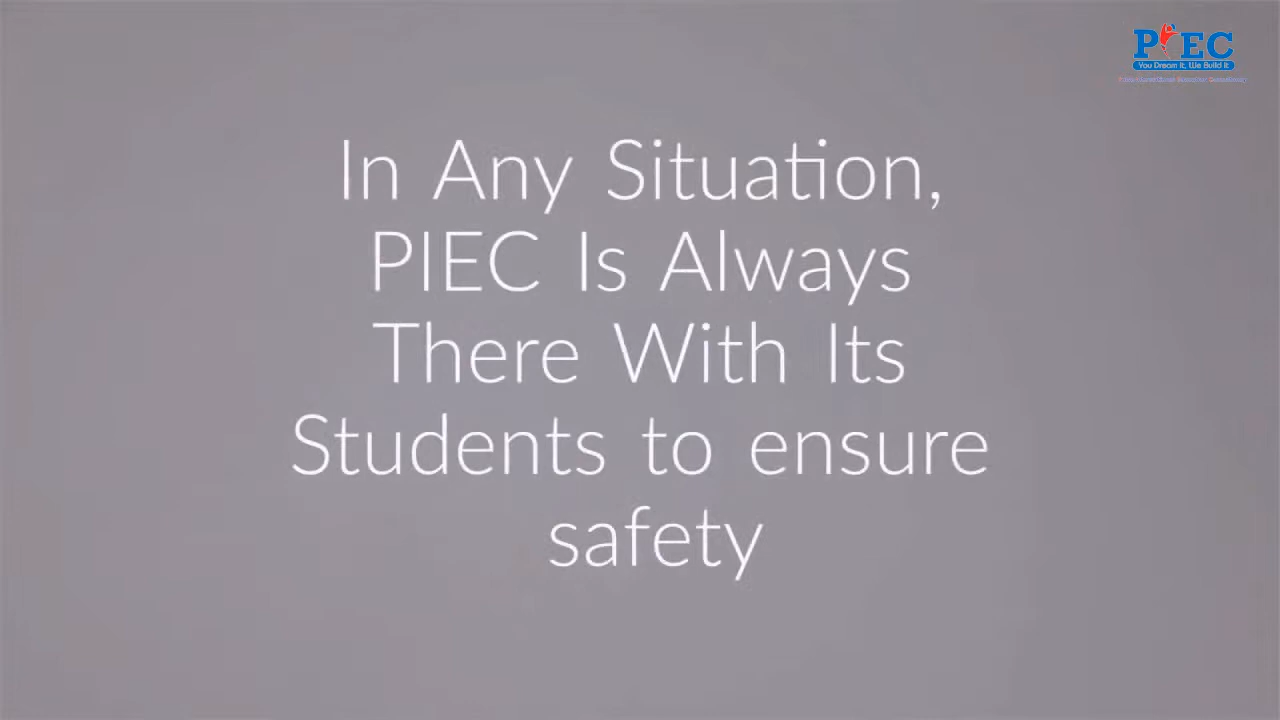 PIEC
You Dream it, We Build it
In Any Situation,
PIEC Is Always
There With Its
Students to ensure
safety